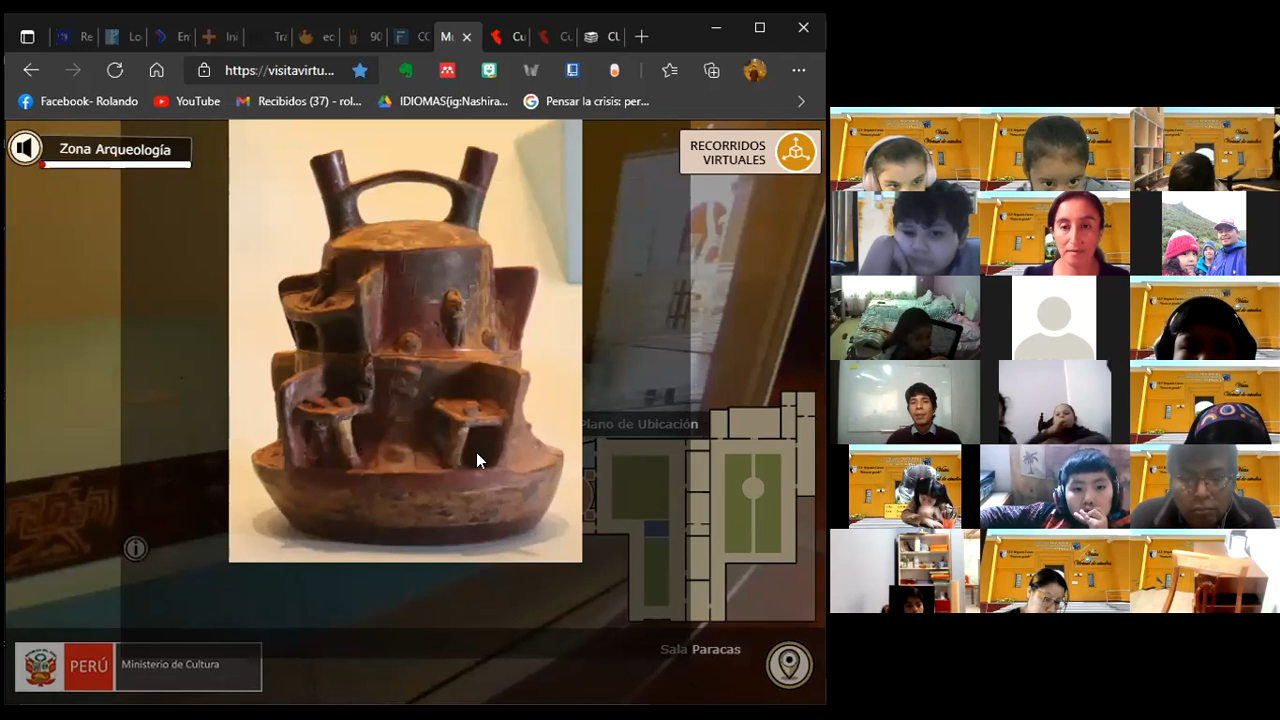 Re
Lo
En
Ini
Tra
ec
90
CC
Mu
Cu
Cu
CU
https://visitavirtu...
Facebook- Rolando
YouTube
Recibidos (37) - rol...
IDIOMAS(ig:Nashira...
Pensar la crisis: per...
Zona Arqueología
RECORRIDOS
VIRTUALES
Plano de Ubicación
PERÚ
Ministerio de Cultura
Sala Paracas